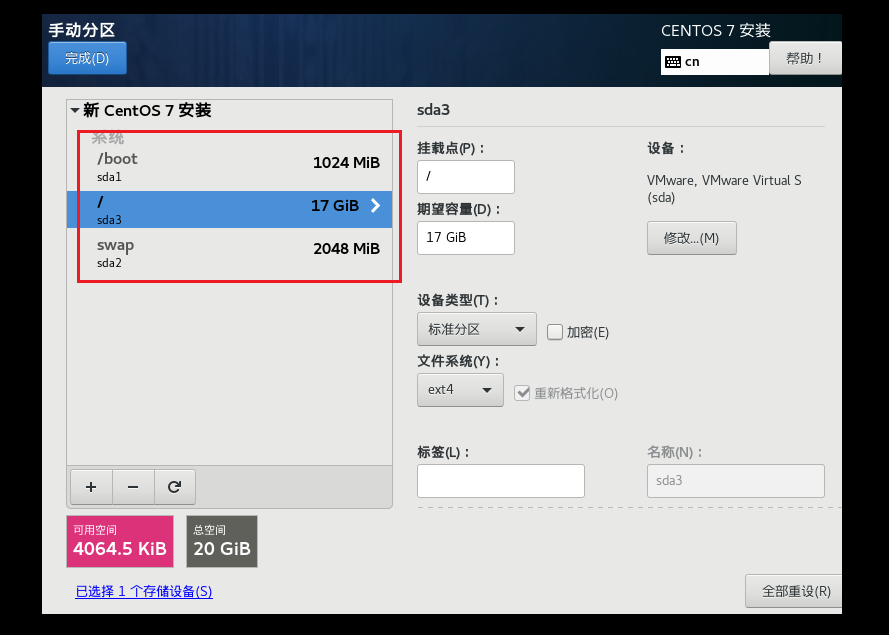 手动分区
CENTOS 7 安装
完成(D)
cn
帮助！
新 CentOS 7 安装
系统
/boot
1024 MiB
sda1
/
17 GiB
sda3
swap
2048 MiB
sda2
sda3
挂载点(P)：
/
期望容量(D)：
17 GiB
设备：
VMware, VMware Virtual S
(sda)
修改...(M)
设备类型(T)：
标准分区
加密(E)
文件系统(Y)：
ext4
重新格式化(O)
标签(L)：
名称(N)：
sda3
+ −
可用空间
4064.5 KiB
总空间
20 GiB
已选择 1 个存储设备(S)
全部重设(R)